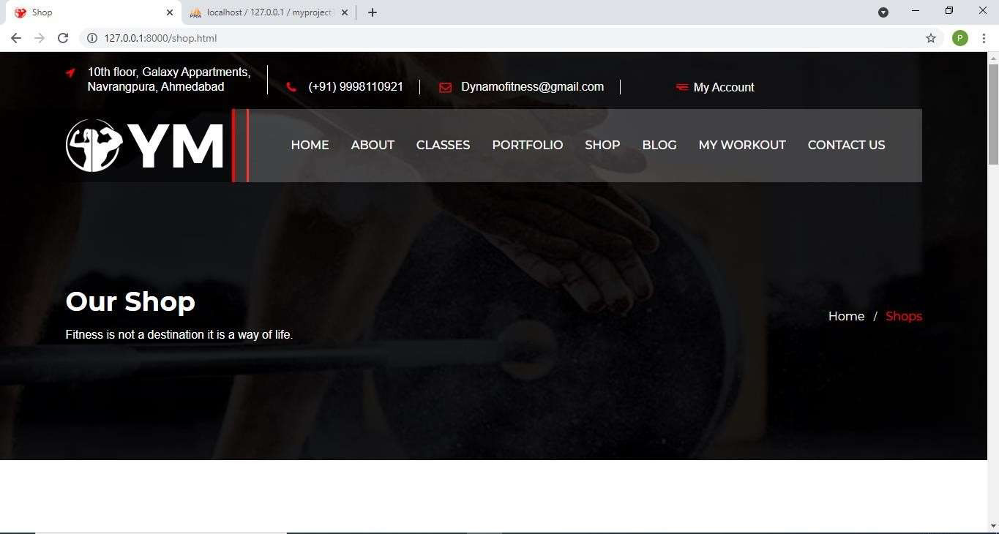 Shop
localhost / 127.0.0.1 / myproject
127.0.0.1:8000/shop.html
P
10th floor, Galaxy Appartments,
Navrangpura, Ahmedabad
(+91) 9998110921
Dynamofitness@gmail.com
My Account
YM
HOME ABOUT CLASSES PORTFOLIO SHOP BLOG MY WORKOUT CONTACT US
Our Shop
Fitness is not a destination it is a way of life.
Home / Shops